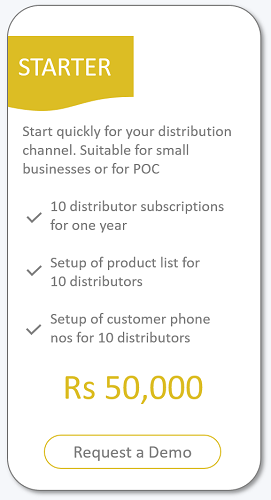 STARTER
Start quickly for your distribution
channel. Suitable for small
businesses or for POC
10 distributor subscriptions
for one year
Setup of product list for
10 distributors
Setup of customer phone
nos for 10 distributors
Rs 50,000
Request a Demo